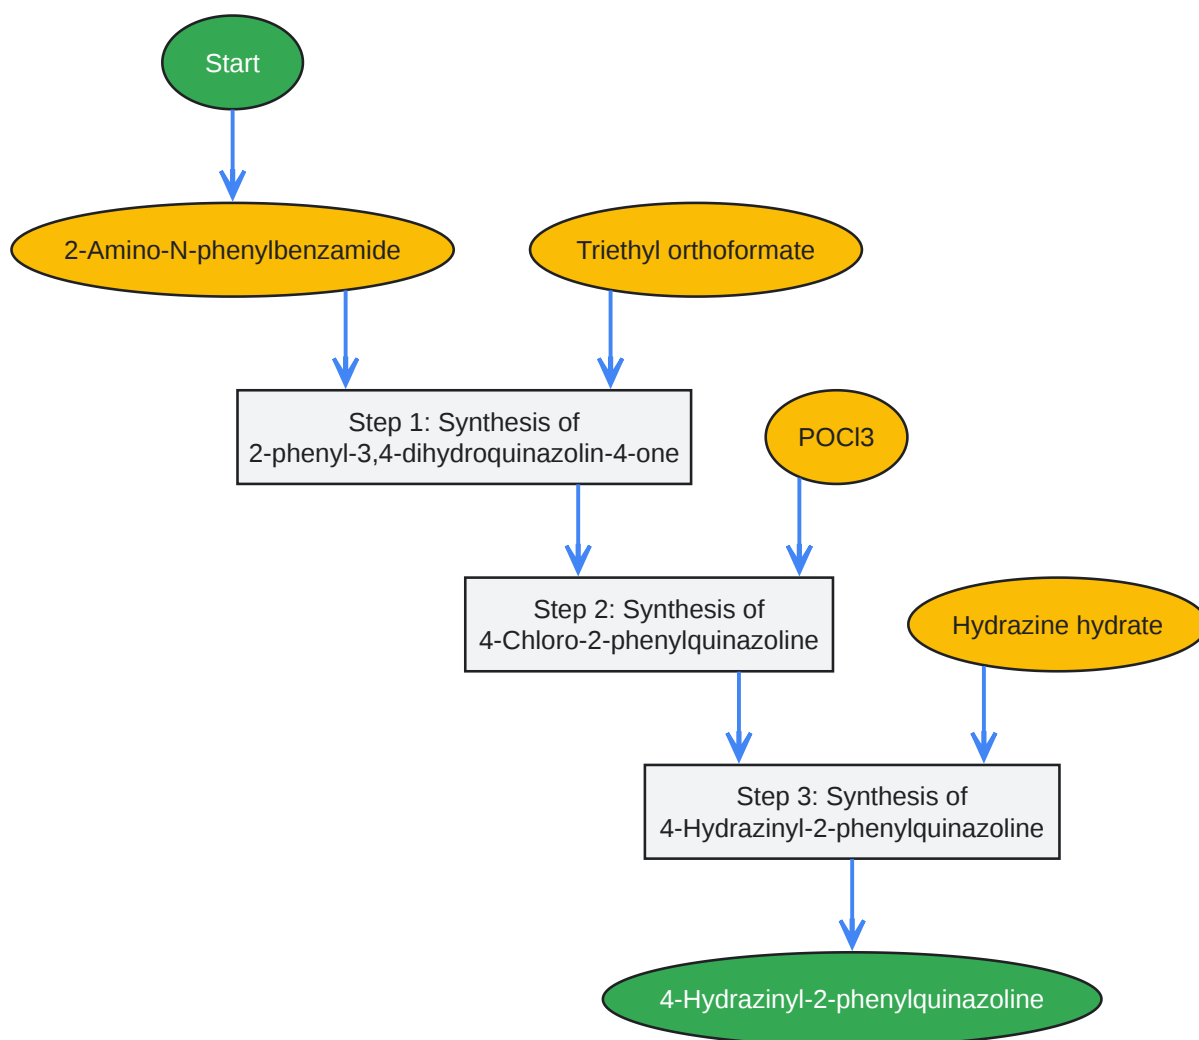 Start
2-Amino-N-phenylbenzamide
Triethyl orthoformate
Step 1: Synthesis of
2-phenyl-3,4-dihydroquinazolin-4-one
POCl3
Step 2: Synthesis of
4-Chloro-2-phenylquinazoline
Hydrazine hydrate
Step 3: Synthesis of
4-Hydrazinyl-2-phenylquinazoline
4-Hydrazinyl-2-phenylquinazoline